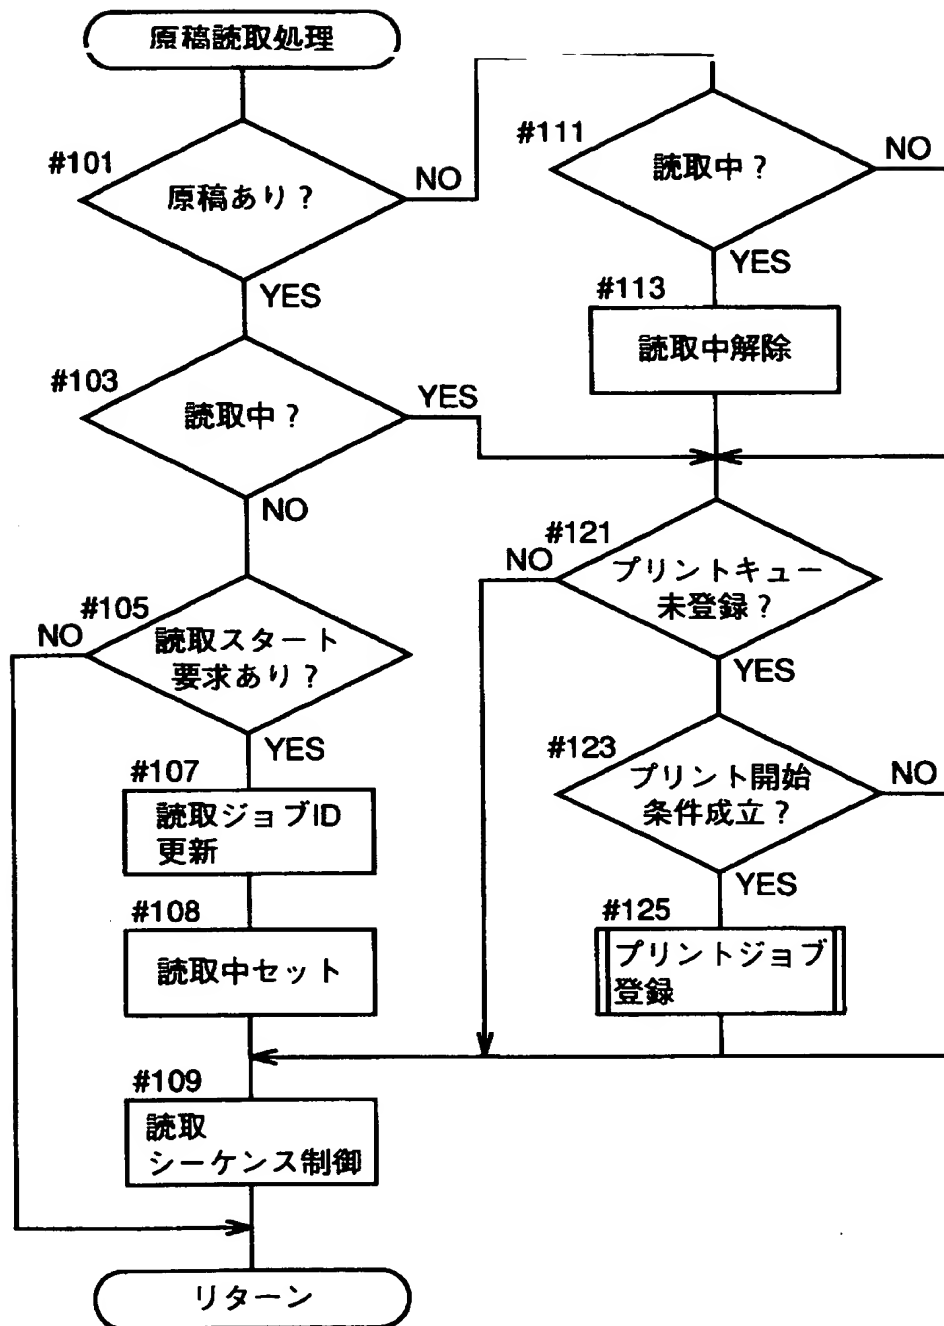 原稿読取処理
#101
原稿あり?
NO
YES
#103
読取中?
YES
NO
#105
読取スタート
要求あり?
NO
YES
#107
読取ジョブID
更新
#108
読取中セット
#109
読取
シーケンス制御
リターン
#111
読取中?
NO
YES
#113
読取中解除
#121
プリントキュー
未登録?
NO
YES
#123
プリント開始
条件成立?
NO
YES
#125
プリントジョブ
登録